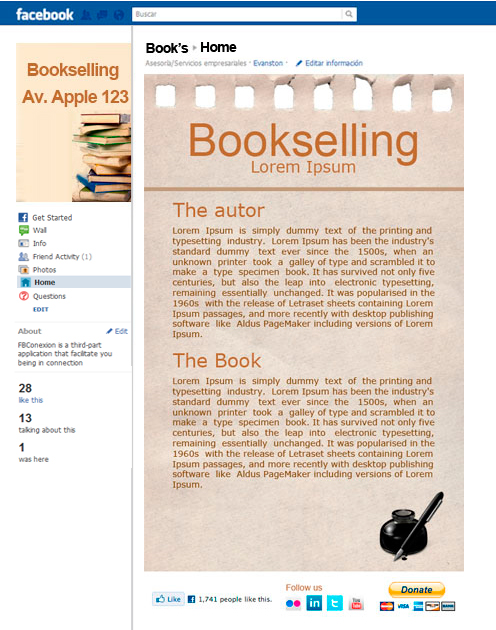 facebook
Buscar
Book's ▸ Home
Asesoría/Servicios empresariales · Evanston · Editar información
Bookselling
Av. Apple 123
Get Started
Wall
Info
Friend Activity (1)
Photos
Home
Questions
EDIT
About
Edit
FBConexion is a third-part
application that facilitate you
being in connection
28
like this
13
talking about this
1
was here
Bookselling
Lorem Ipsum
The autor
Lorem Ipsum is simply dummy text of the printing and
typesetting industry. Lorem Ipsum has been the industry's
standard dummy text ever since the 1500s, when an
unknown printer took a galley of type and scrambled it to
make a type specimen book. It has survived not only five
centuries, but also the leap into electronic typesetting,
remaining essentially unchanged. It was popularised in the
1960s with the release of Letraset sheets containing Lorem
Ipsum passages, and more recently with desktop publishing
software like Aldus PageMaker including versions of Lorem
Ipsum.
The Book
Lorem Ipsum is simply dummy text of the printing and
typesetting industry. Lorem Ipsum has been the industry's
standard dummy text ever since the 1500s, when an
unknown printer took a galley of type and scrambled it to
make a type specimen book. It has survived not only five
centuries, but also the leap into electronic typesetting,
remaining essentially unchanged. It was popularised in the
1960s with the release of Letraset sheets containing Lorem
Ipsum passages, and more recently with desktop publishing
software like Aldus PageMaker including versions of Lorem
Ipsum.
Like
1,741 people like this.
Follow us
in
You
Donate
VISA